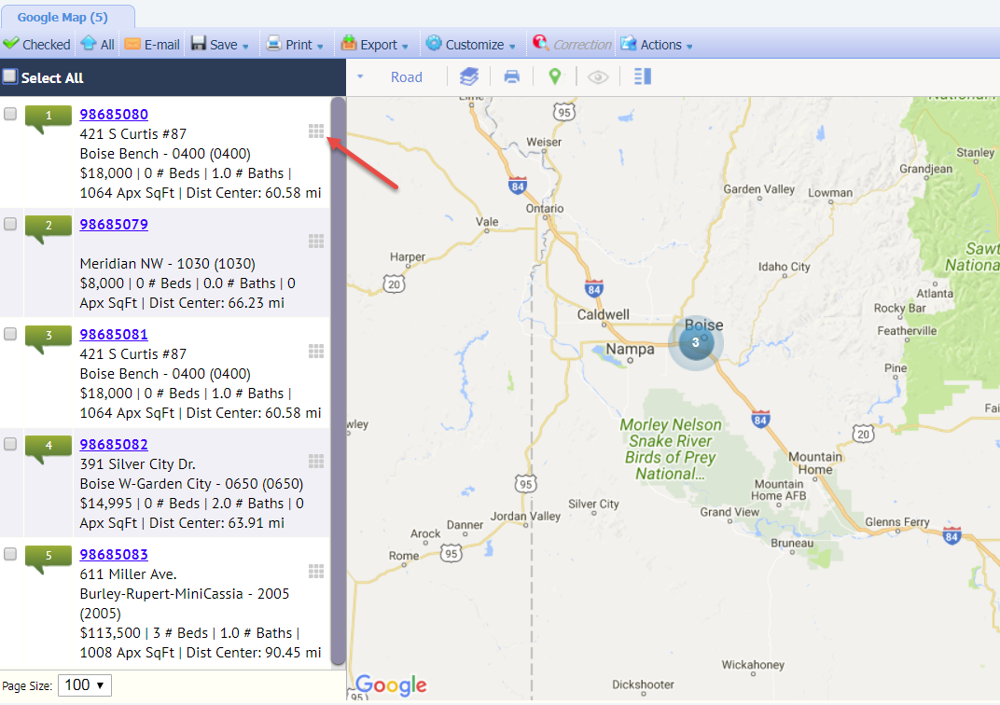 Google Map (5)
Checked All E-mail Save Print Export Customize Correction Actions
Select All
Road
1 98685080
421 S Curtis #87
Boise Bench - 0400 (0400)
$18,000 | 0 # Beds | 1.0 # Baths |
1064 Apx SqFt | Dist Center: 60.58 mi
2 98685079
Meridian NW - 1030 (1030)
$8,000 | 0 # Beds | 0.0 # Baths | 0
Apx SqFt | Dist Center: 66.23 mi
3 98685081
421 S Curtis #87
Boise Bench - 0400 (0400)
$18,000 | 0 # Beds | 1.0 # Baths |
1064 Apx SqFt | Dist Center: 60.58 mi
4 98685082
391 Silver City Dr.
Boise W-Garden City - 0650 (0650)
$14,995 | 0 # Beds | 2.0 # Baths | 0
Apx SqFt | Dist Center: 63.91 mi
5 98685083
611 Miller Ave.
Burley-Rupert-MiniCassia - 2005
(2005)
$113,500 | 3 # Beds | 1.0 # Baths |
1008 Apx SqFt | Dist Center: 90.45 mi
Page Size: 100
95
Weiser
Stanley
Grandjean
84
Garden Valley
Lowman
Ontario
Vale
Sawt
Nationa
Harper
20
Idaho City
84
Atlanta
Caldwell
Rocky Bar
Boise
Featherville
3
Nampa
Pine
Fai
84
wley
Morley Nelson
Snake River
Birds of Prey
National...
20
Mountain
Home
95
Mountain
Home AFB
Silver City
Jordan Valley
Grand View
Danner
Glenns Ferry
Arock
84
Bruneau
Rome
95
Wickahoney
Google
Dickshooter
95